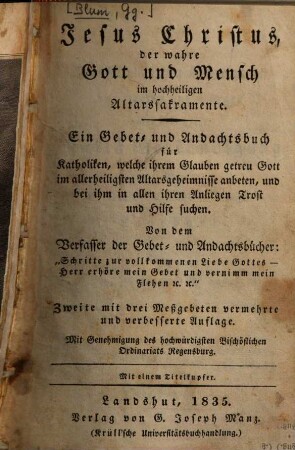 [Blum, Gg.]
Jesus Christus,
der wahre
Gott und Mensch
im hochheiligen
Altarssakramente.
Ein Gebet- und Andachtsbuch
für
Katholiken, welche ihrem Glauben getreu Gott
im allerheiligsten Altarsgeheimnisse anbeten, und
bei ihm in allen ihren Anliegen Trost
und Hilfe suchen.
Von dem
Verfasser der Gebet- und Andachtsbücher:
„Schritte zur vollkommenen Liebe Gottes —
Herr erhöre mein Gebet und vernimm mein
Flehen ꝛc. ꝛc.“
Zweite mit drei Meßgebeten vermehrte
und verbesserte Auflage.
Mit Genehmigung des hochwürdigsten Bischöflichen
Ordinariats Regensburg.
Mit einem Titelkupfer.
Landshut, 1835.
Verlag von G. Joseph Manz.
(Krüll'sche Universitätsbuchhandlung.)